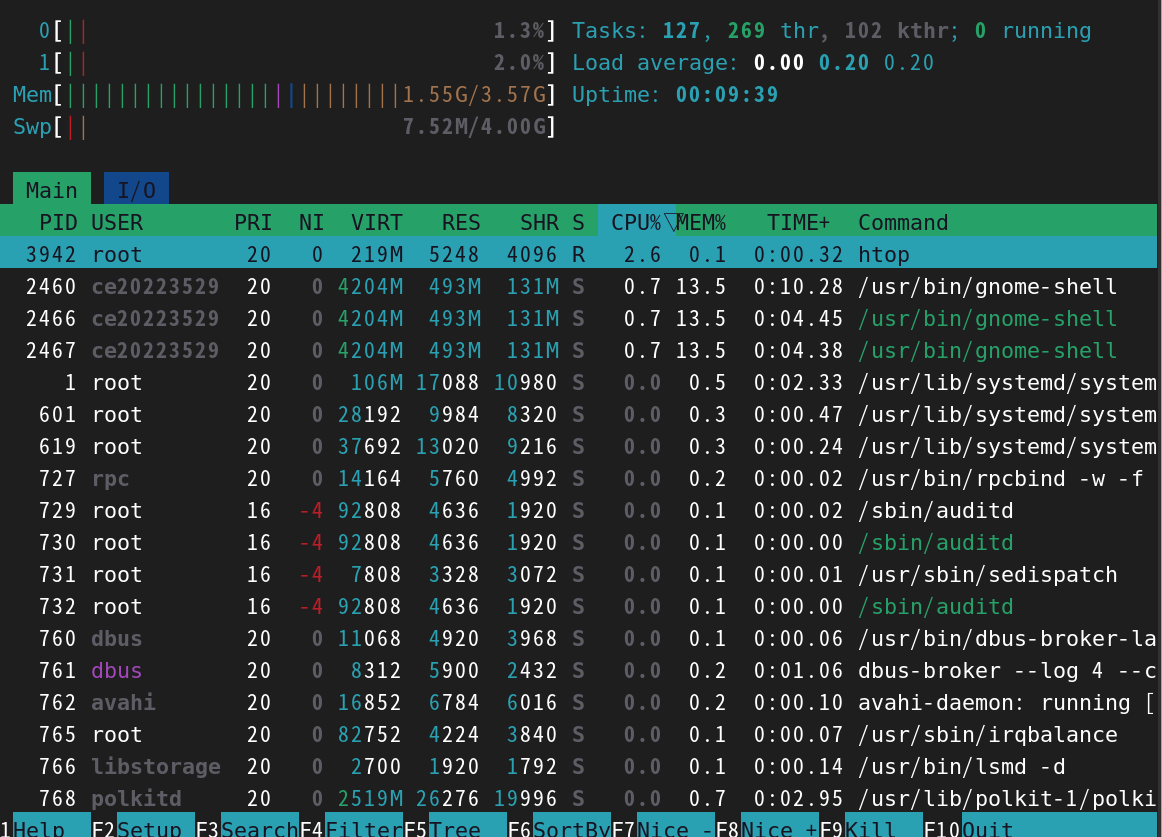 0[|| 1.3%] Tasks: 127, 269 thr, 102 kthr; 0 running
1[|| 2.0%] Load average: 0.00 0.20 0.20
Mem[||||||||||||||||||||||||||1.55G/3.57G] Uptime: 00:09:39
Swp[|| 7.52M/4.00G]
Main I/O
PID USER PRI NI VIRT RES SHR S CPU%▽MEM% TIME+ Command
3942 root 20 0 219M 5248 4096 R 2.6 0.1 0:00.32 htop
2460 ce20223529 20 0 4204M 493M 131M S 0.7 13.5 0:10.28 /usr/bin/gnome-shell
2466 ce20223529 20 0 4204M 493M 131M S 0.7 13.5 0:04.45 /usr/bin/gnome-shell
2467 ce20223529 20 0 4204M 493M 131M S 0.7 13.5 0:04.38 /usr/bin/gnome-shell
1 root 20 0 106M 17088 10980 S 0.0 0.5 0:02.33 /usr/lib/systemd/system
601 root 20 0 28192 9984 8320 S 0.0 0.3 0:00.47 /usr/lib/systemd/system
619 root 20 0 37692 13020 9216 S 0.0 0.3 0:00.24 /usr/lib/systemd/system
727 rpc 20 0 14164 5760 4992 S 0.0 0.2 0:00.02 /usr/bin/rpcbind -w -f
729 root 16 -4 92808 4636 1920 S 0.0 0.1 0:00.02 /sbin/auditd
730 root 16 -4 92808 4636 1920 S 0.0 0.1 0:00.00 /sbin/auditd
731 root 16 -4 7808 3328 3072 S 0.0 0.1 0:00.01 /usr/sbin/sedispatch
732 root 16 -4 92808 4636 1920 S 0.0 0.1 0:00.00 /sbin/auditd
760 dbus 20 0 11068 4920 3968 S 0.0 0.1 0:00.06 /usr/bin/dbus-broker-la
761 dbus 20 0 8312 5900 2432 S 0.0 0.2 0:01.06 dbus-broker --log 4 --c
762 avahi 20 0 16852 6784 6016 S 0.0 0.2 0:00.10 avahi-daemon: running [
765 root 20 0 82752 4224 3840 S 0.0 0.1 0:00.07 /usr/sbin/irqbalance
766 libstorage 20 0 2700 1920 1792 S 0.0 0.1 0:00.14 /usr/bin/lsmd -d
768 polkitd 20 0 2519M 26276 19996 S 0.0 0.7 0:02.95 /usr/lib/polkit-1/polki
1Help F2Setup F3SearchF4FilterF5Tree F6SortByF7Nice -F8Nice +F9Kill F10Quit